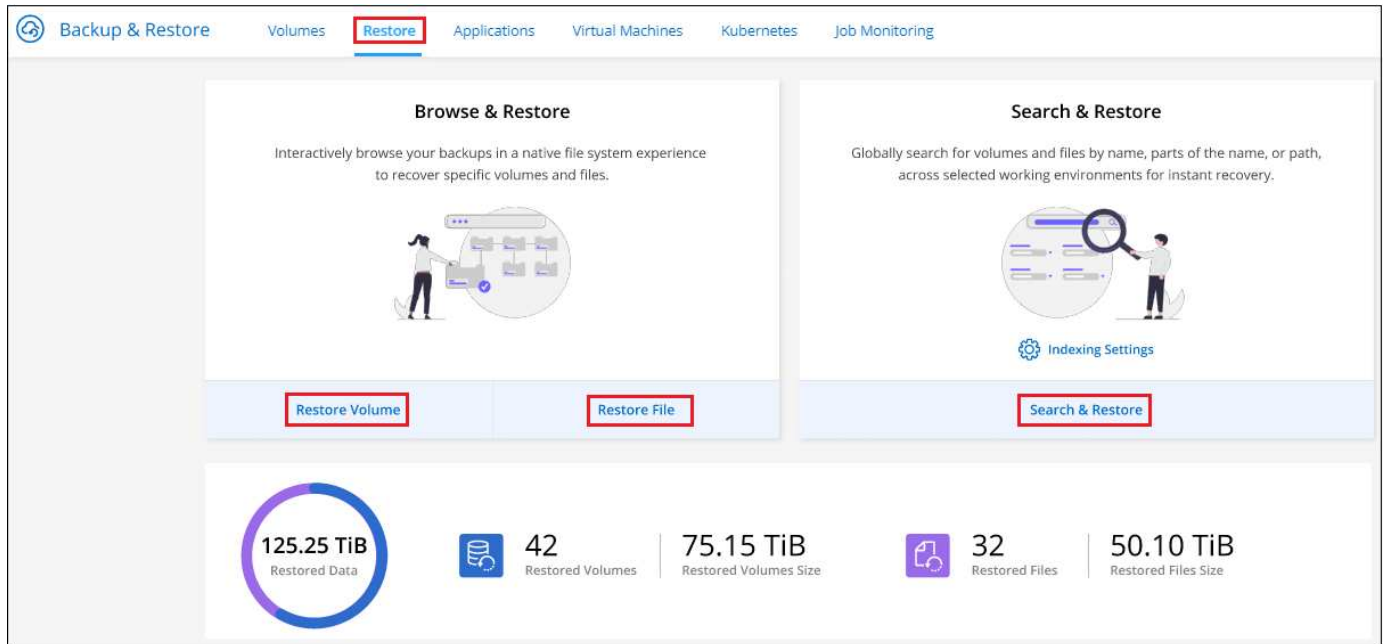 Backup & Restore Volumes Restore Applications Virtual Machines Kubernetes Job Monitoring
Browse & Restore
Interactively browse your backups in a native file system experience
to recover specific volumes and files.
Restore Volume Restore File
Search & Restore
Globally search for volumes and files by name, parts of the name, or path,
across selected working environments for instant recovery.
Indexing Settings
Search & Restore
125.25 TiB
Restored Data
42
Restored Volumes
75.15 TiB
Restored Volumes Size
32
Restored Files
50.10 TiB
Restored Files Size